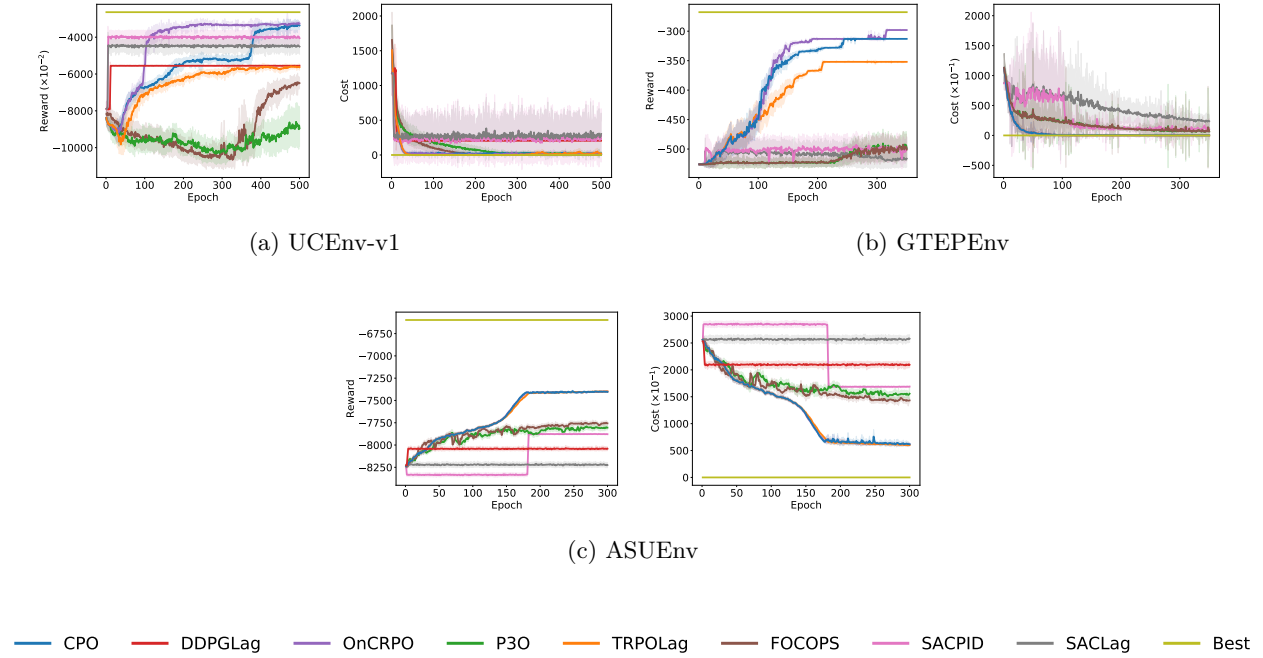 −4000
−6000
−8000
−10000
Reward (×10⁻²)
0 100 200 300 400 500
Epoch
2000
1500
1000
500
0
Cost
0 100 200 300 400 500
Epoch
(a) UCEnv-v1
−300
−350
−400
−450
−500
Reward
0 100 200 300
Epoch
2000
1500
1000
500
0
−500
Cost (×10⁻¹)
0 100 200 300
Epoch
(b) GTEPEnv
−6750
−7000
−7250
−7500
−7750
−8000
−8250
Reward
0 50 100 150 200 250 300
Epoch
3000
2500
2000
1500
1000
500
0
Cost (×10⁻¹)
0 50 100 150 200 250 300
Epoch
(c) ASUEnv
CPO DDPGLag OnCRPO P3O TRPOLag FOCOPS SACPID SACLag Best